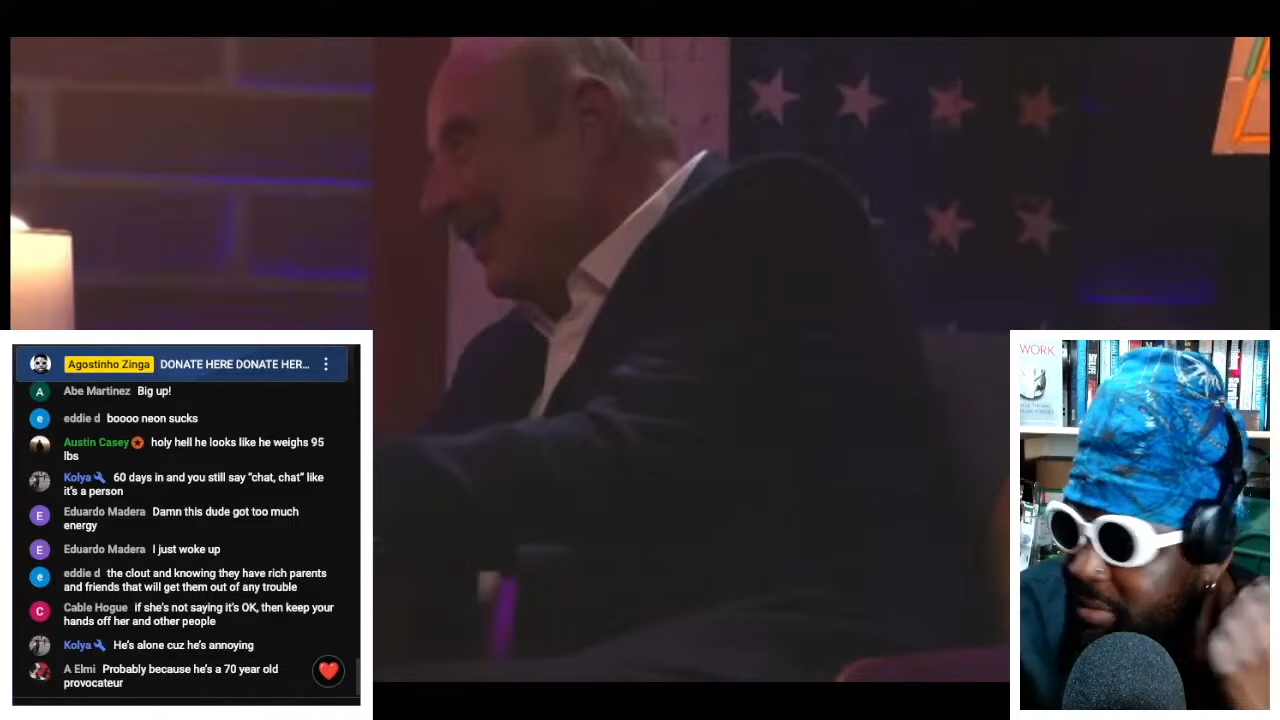 Agostinho Zinga DONATE HERE DONATE HER...
A Abe Martinez Big up!
e eddie d boooo neon sucks
Austin Casey holy hell he looks like he weighs 95
lbs
Kolya 60 days in and you still say “chat, chat” like
it's a person
E Eduardo Madera Damn this dude got too much
energy
E Eduardo Madera I just woke up
e eddie d the clout and knowing they have rich parents
and friends that will get them out of any trouble
C Cable Hogue if she's not saying it's OK, then keep your
hands off her and other people
Kolya He's alone cuz he's annoying
A Elmi Probably because he's a 70 year old
provocateur
WORK